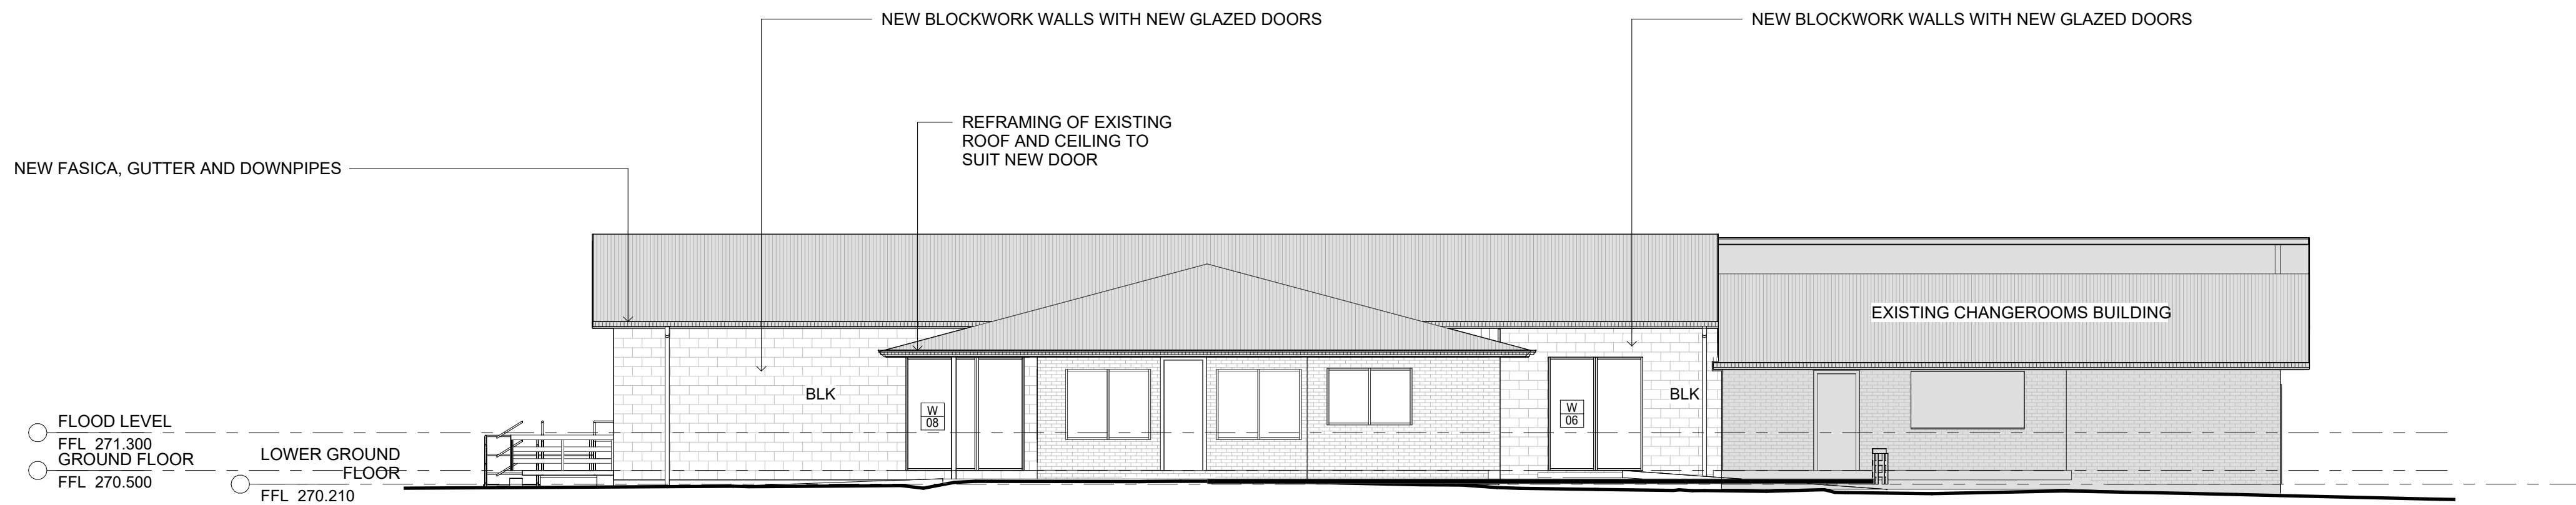 NEW BLOCKWORK WALLS WITH NEW GLAZED DOORS
NEW BLOCKWORK WALLS WITH NEW GLAZED DOORS
REFRAMING OF EXISTING
ROOF AND CEILING TO
SUIT NEW DOOR
NEW FASICA, GUTTER AND DOWNPIPES
EXISTING CHANGEROOMS BUILDING
BLK
BLK
W
08
W
06
FLOOD LEVEL
FFL 271.300
GROUND FLOOR
FFL 270.500
LOWER GROUND
FLOOR
FFL 270.210